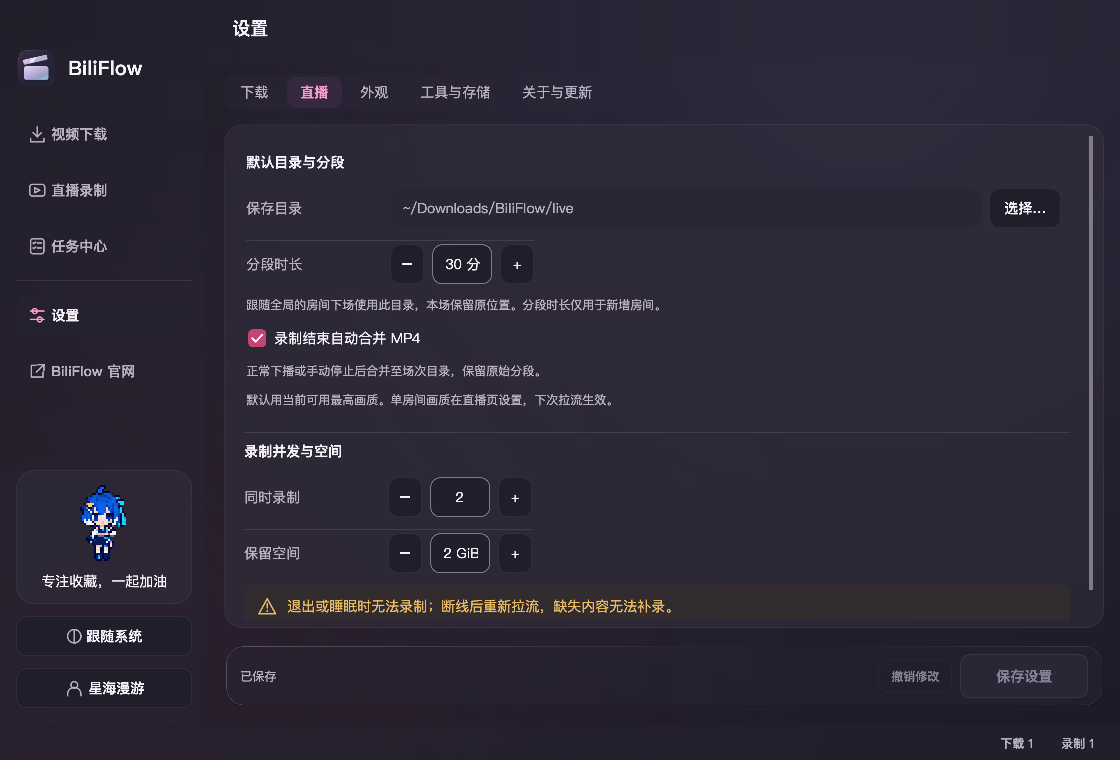 设置
BiliFlow
下载 直播 外观 工具与存储 关于与更新
视频下载
直播录制
任务中心
设置
BiliFlow 官网
专注收藏，一起加油
跟随系统
星海漫游
默认目录与分段
保存目录 ~/Downloads/BiliFlow/live 选择...
分段时长 − 30 分 +
跟随全局的房间下场使用此目录，本场保留原位置。分段时长仅用于新增房间。
录制结束自动合并 MP4
正常下播或手动停止后合并至场次目录，保留原始分段。
默认用当前可用最高画质。单房间画质在直播页设置，下次拉流生效。
录制并发与空间
同时录制 − 2 +
保留空间 − 2 GiB +
退出或睡眠时无法录制；断线后重新拉流，缺失内容无法补录。
已保存 撤销修改 保存设置
下载 1 录制 1